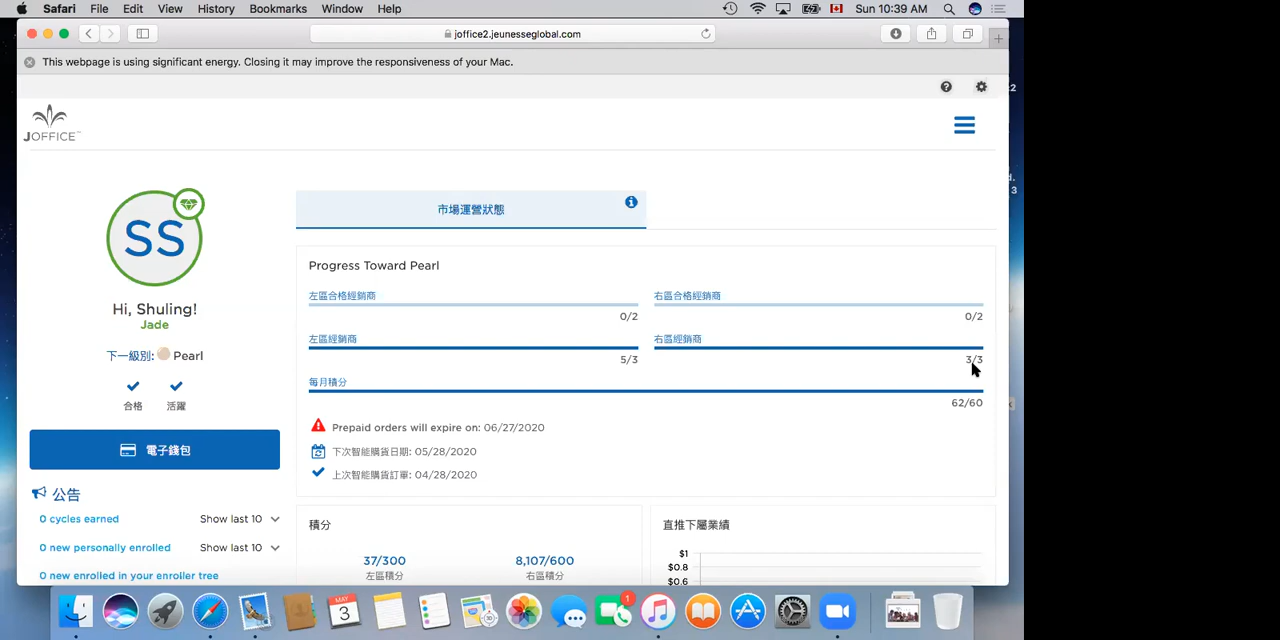 Safari File Edit View History Bookmarks Window Help Sun 10:39 AM
joffice2.jeunesseglobal.com
This webpage is using significant energy. Closing it may improve the responsiveness of your Mac.
JOFFICE™
SS
Hi, Shuling!
Jade
下一級別: Pearl
合格 活躍
電子錢包
公告
0 cycles earned Show last 10
0 new personally enrolled Show last 10
0 new enrolled in your enroller tree
市場運營狀態
Progress Toward Pearl
左區合格經銷商 右區合格經銷商
0/2 0/2
左區經銷商 右區經銷商
5/3 3/3
每月積分
62/60
Prepaid orders will expire on: 06/27/2020
下次智能購貨日期: 05/28/2020
上次智能購貨訂單: 04/28/2020
積分
37/300 8,107/600
左區積分 右區積分
直推下屬業績
$1
$0.8
$0.6
MAY
3
30
1
2
d.
3